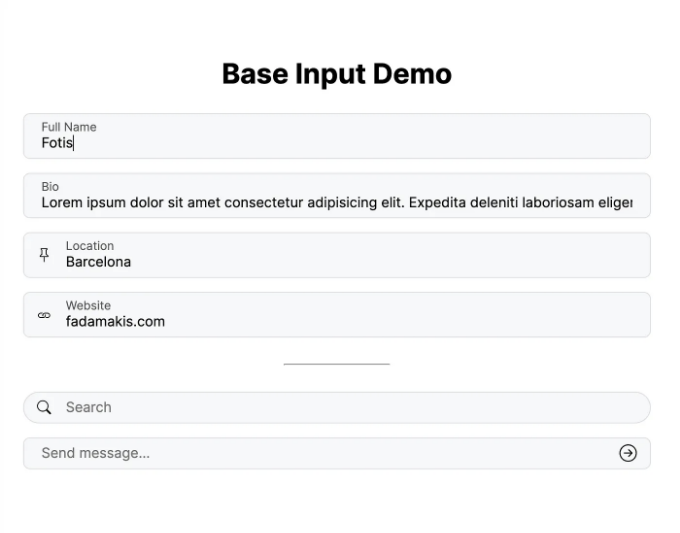 Base Input Demo
Full Name
Fotis
Bio
Lorem ipsum dolor sit amet consectetur adipisicing elit. Expedita deleniti laboriosam eliger
Location
Barcelona
Website
fadamakis.com
Search
Send message...